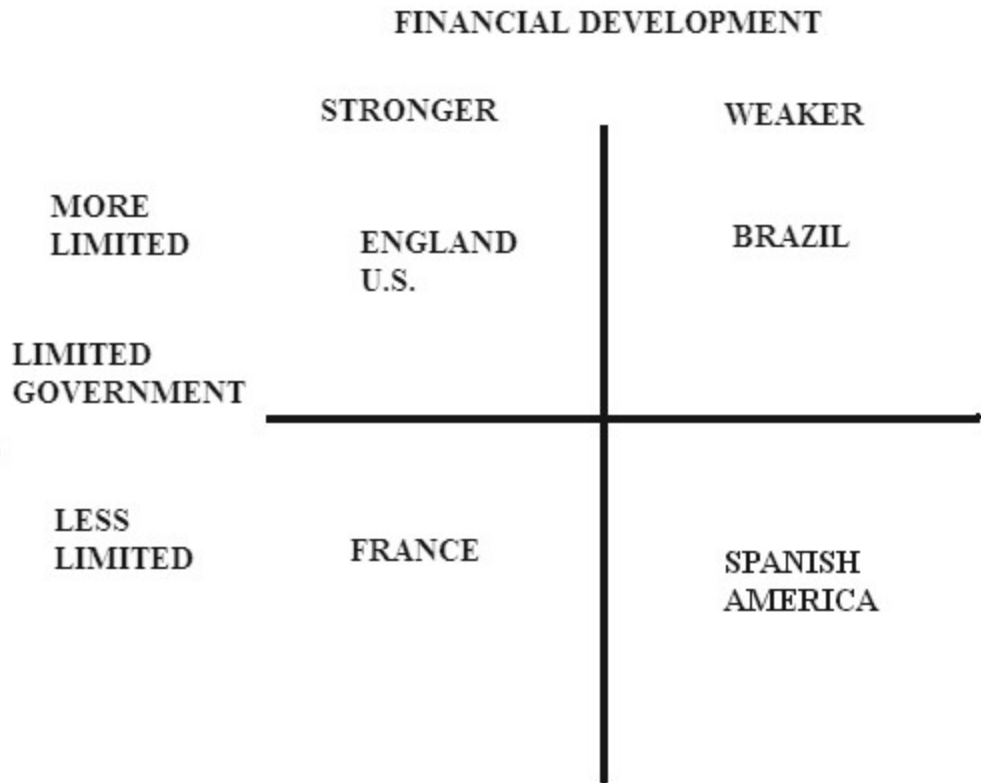 FINANCIAL DEVELOPMENT
STRONGER
WEAKER
MORE
LIMITED
ENGLAND
U.S.
BRAZIL
LIMITED
GOVERNMENT
LESS
LIMITED
FRANCE
SPANISH
AMERICA